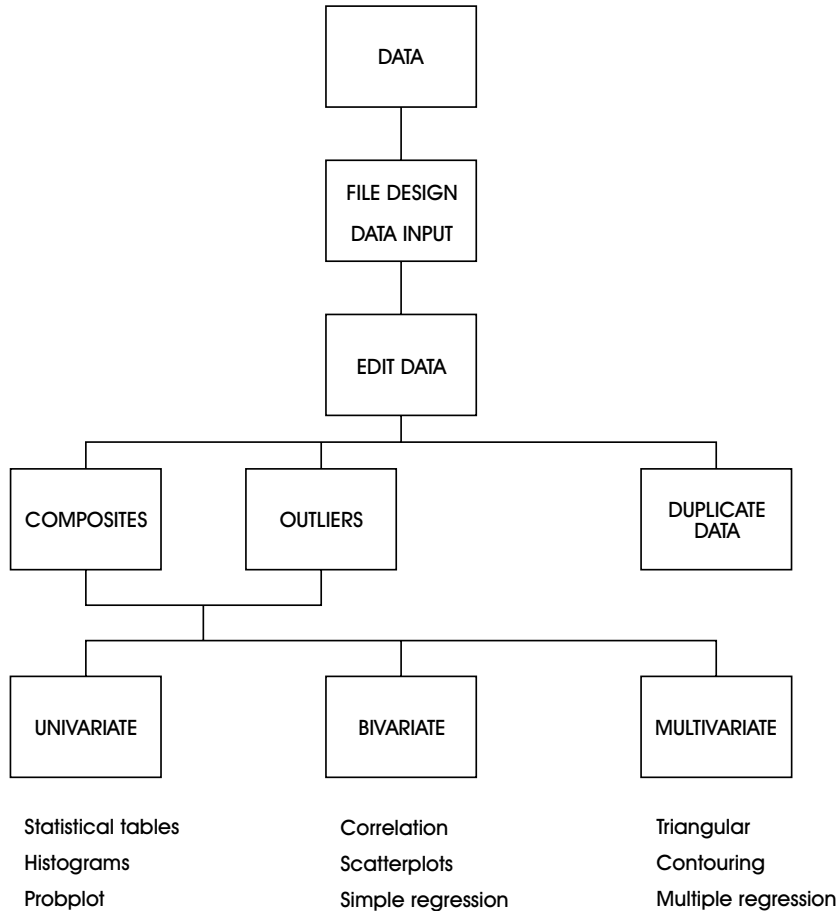 DATA
FILE DESIGN
DATA INPUT
EDIT DATA
COMPOSITES
OUTLIERS
DUPLICATE
DATA
UNIVARIATE
BIVARIATE
MULTIVARIATE
Statistical tables
Histograms
Probplot
Correlation
Scatterplots
Simple regression
Triangular
Contouring
Multiple regression